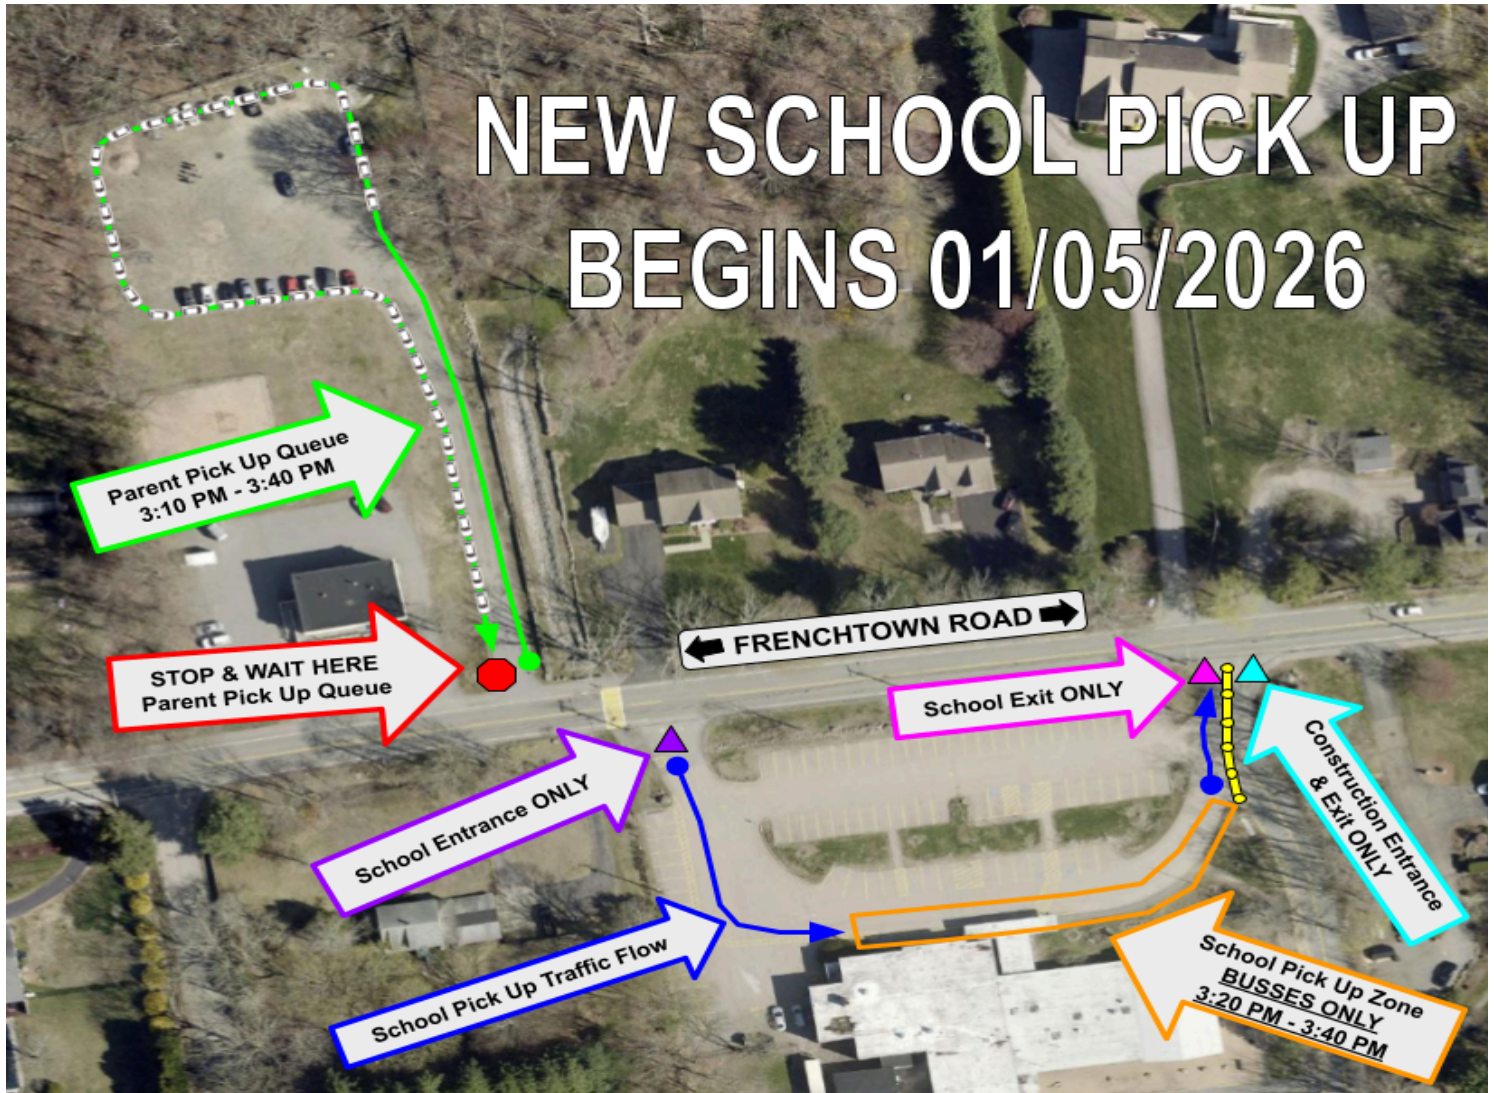 NEW SCHOOL PICK UP
BEGINS 01/05/2026
Parent Pick Up Queue
3:10 PM - 3:40 PM
STOP & WAIT HERE
Parent Pick Up Queue
FRENCHTOWN ROAD
School Exit ONLY
Construction Entrance
& Exit ONLY
School Entrance ONLY
School Pick Up Traffic Flow
School Pick Up Zone
BUSSES ONLY
3:20 PM - 3:40 PM